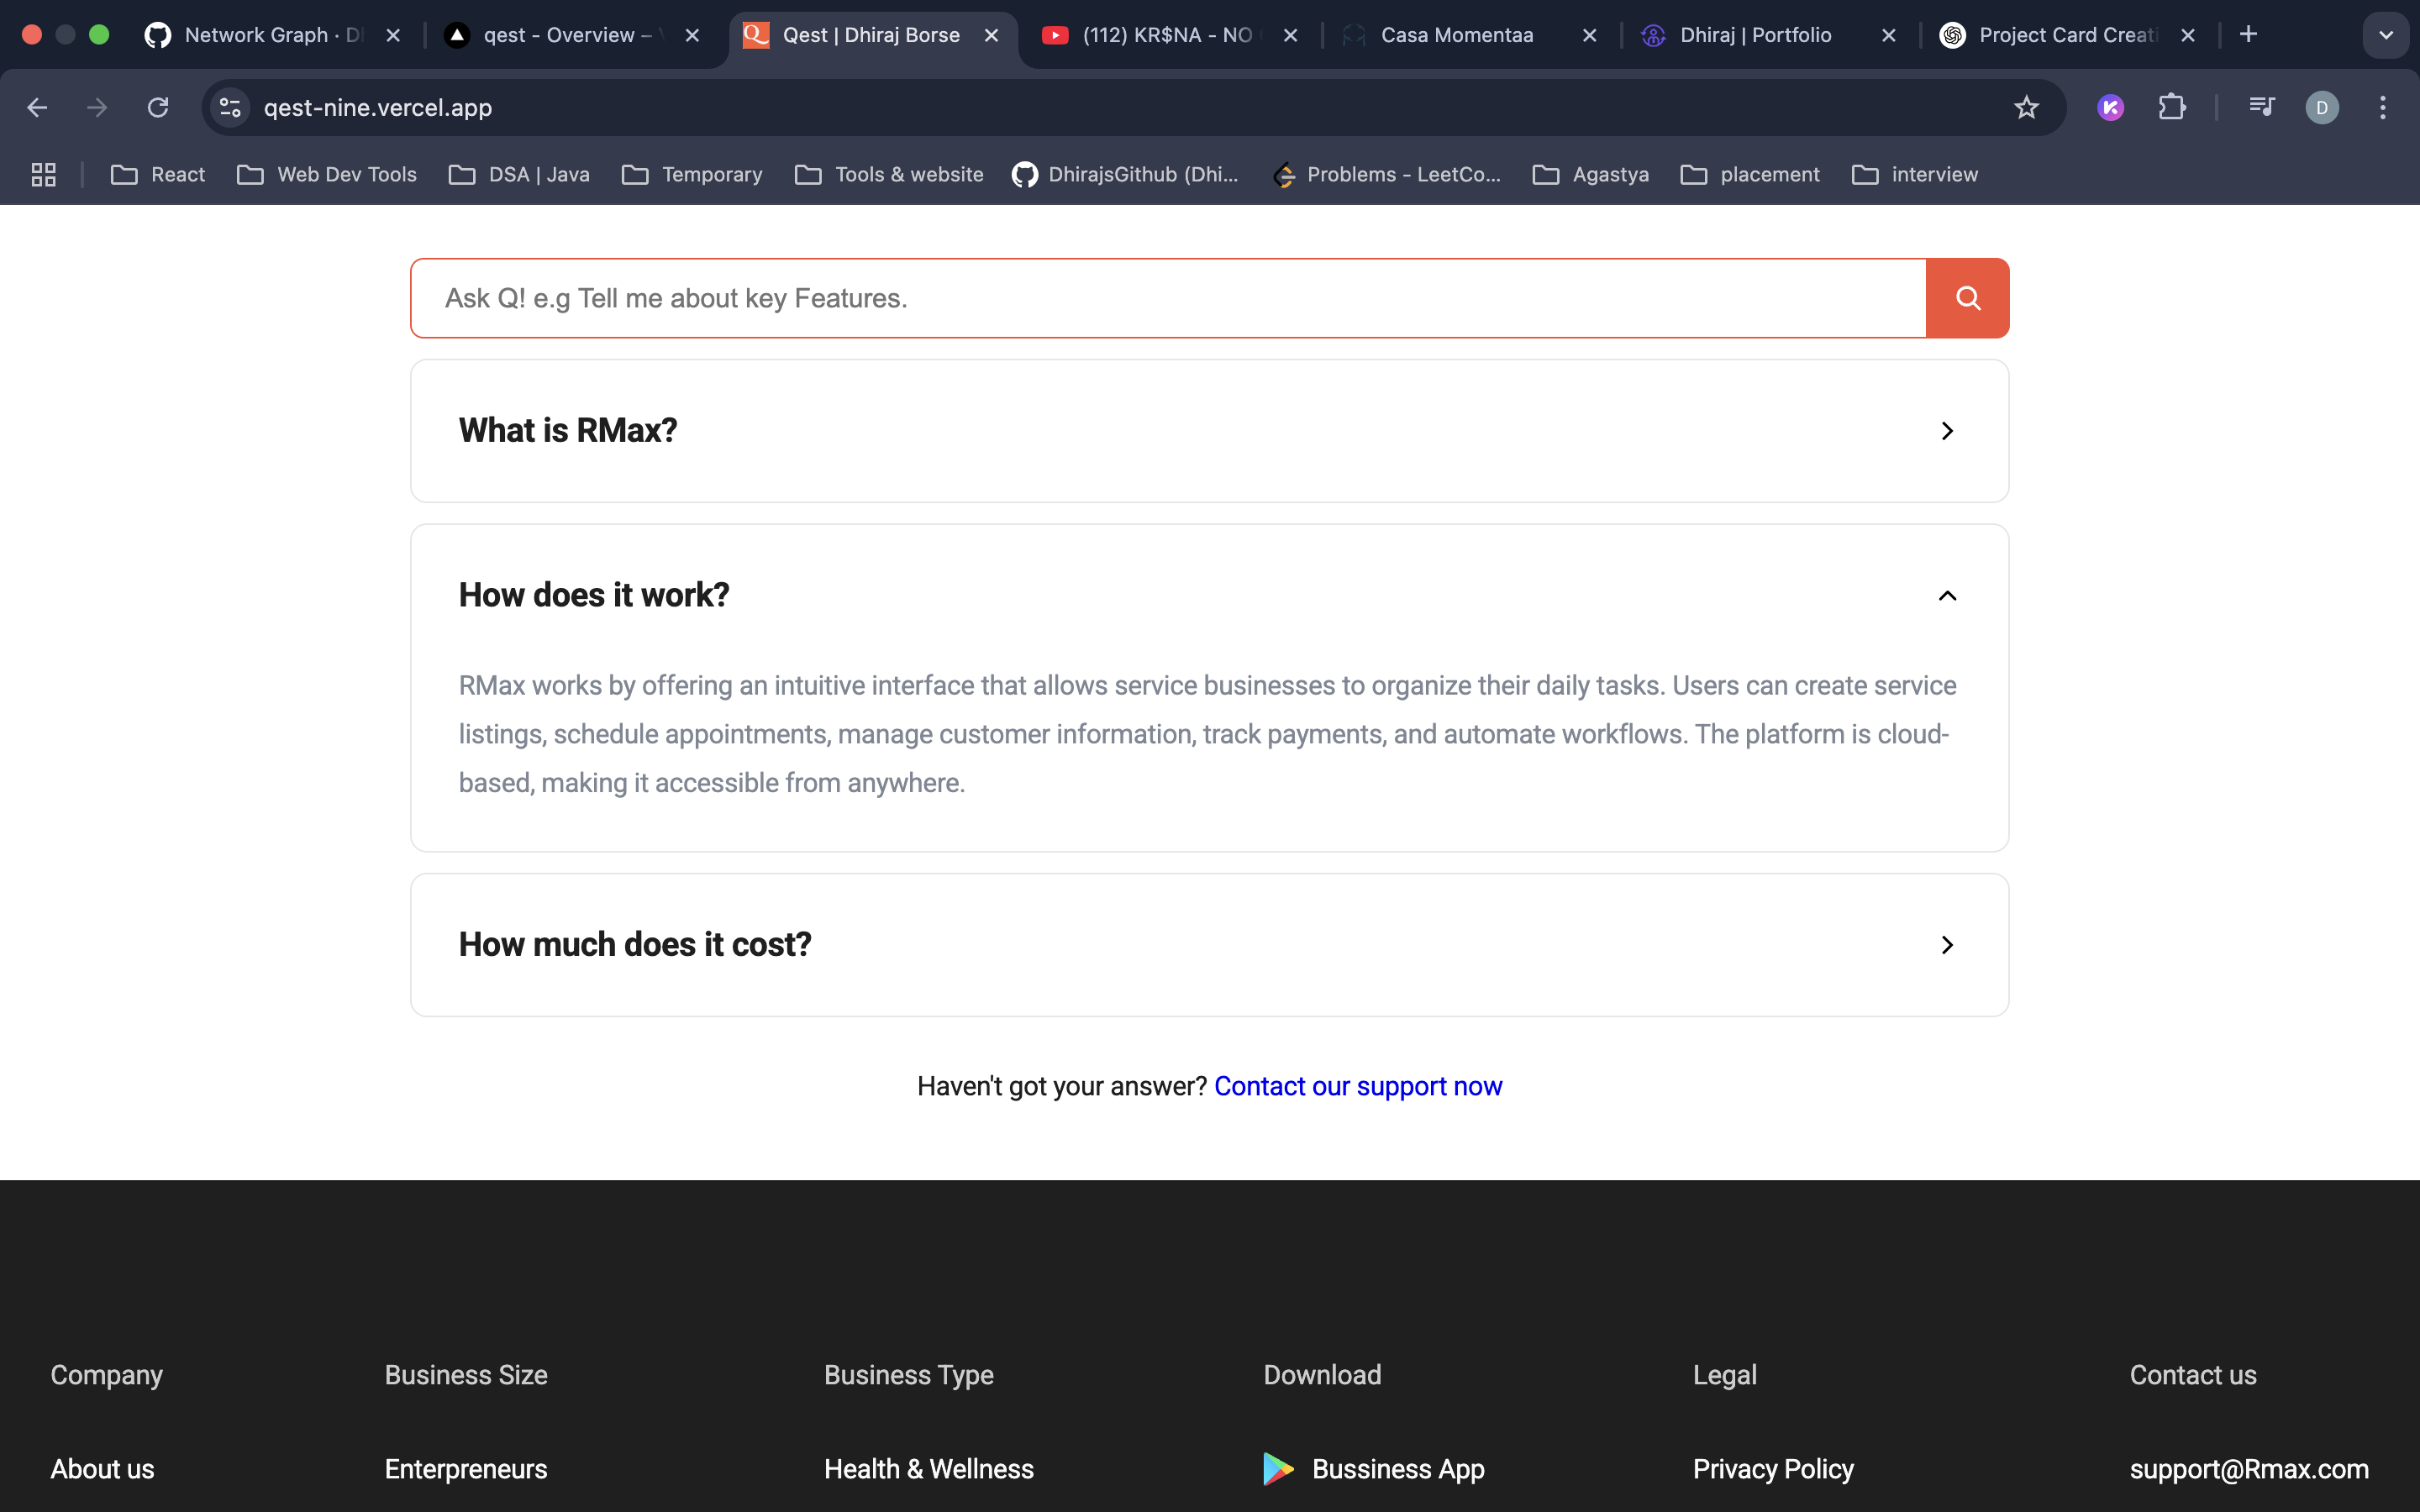 Network Graph · D
qest - Overview –
Qest | Dhiraj Borse
(112) KR$NA - NO
Casa Momentaa
Dhiraj | Portfolio
Project Card Creati
qest-nine.vercel.app
D
React
Web Dev Tools
DSA | Java
Temporary
Tools & website
DhirajsGithub (Dhi...
Problems - LeetCo...
Agastya
placement
interview
Ask Q! e.g Tell me about key Features.
What is RMax?
How does it work?
RMax works by offering an intuitive interface that allows service businesses to organize their daily tasks. Users can create service
listings, schedule appointments, manage customer information, track payments, and automate workflows. The platform is cloud-
based, making it accessible from anywhere.
How much does it cost?
Haven't got your answer? Contact our support now
Company
Business Size
Business Type
Download
Legal
Contact us
About us
Enterpreneurs
Health & Wellness
Bussiness App
Privacy Policy
support@Rmax.com